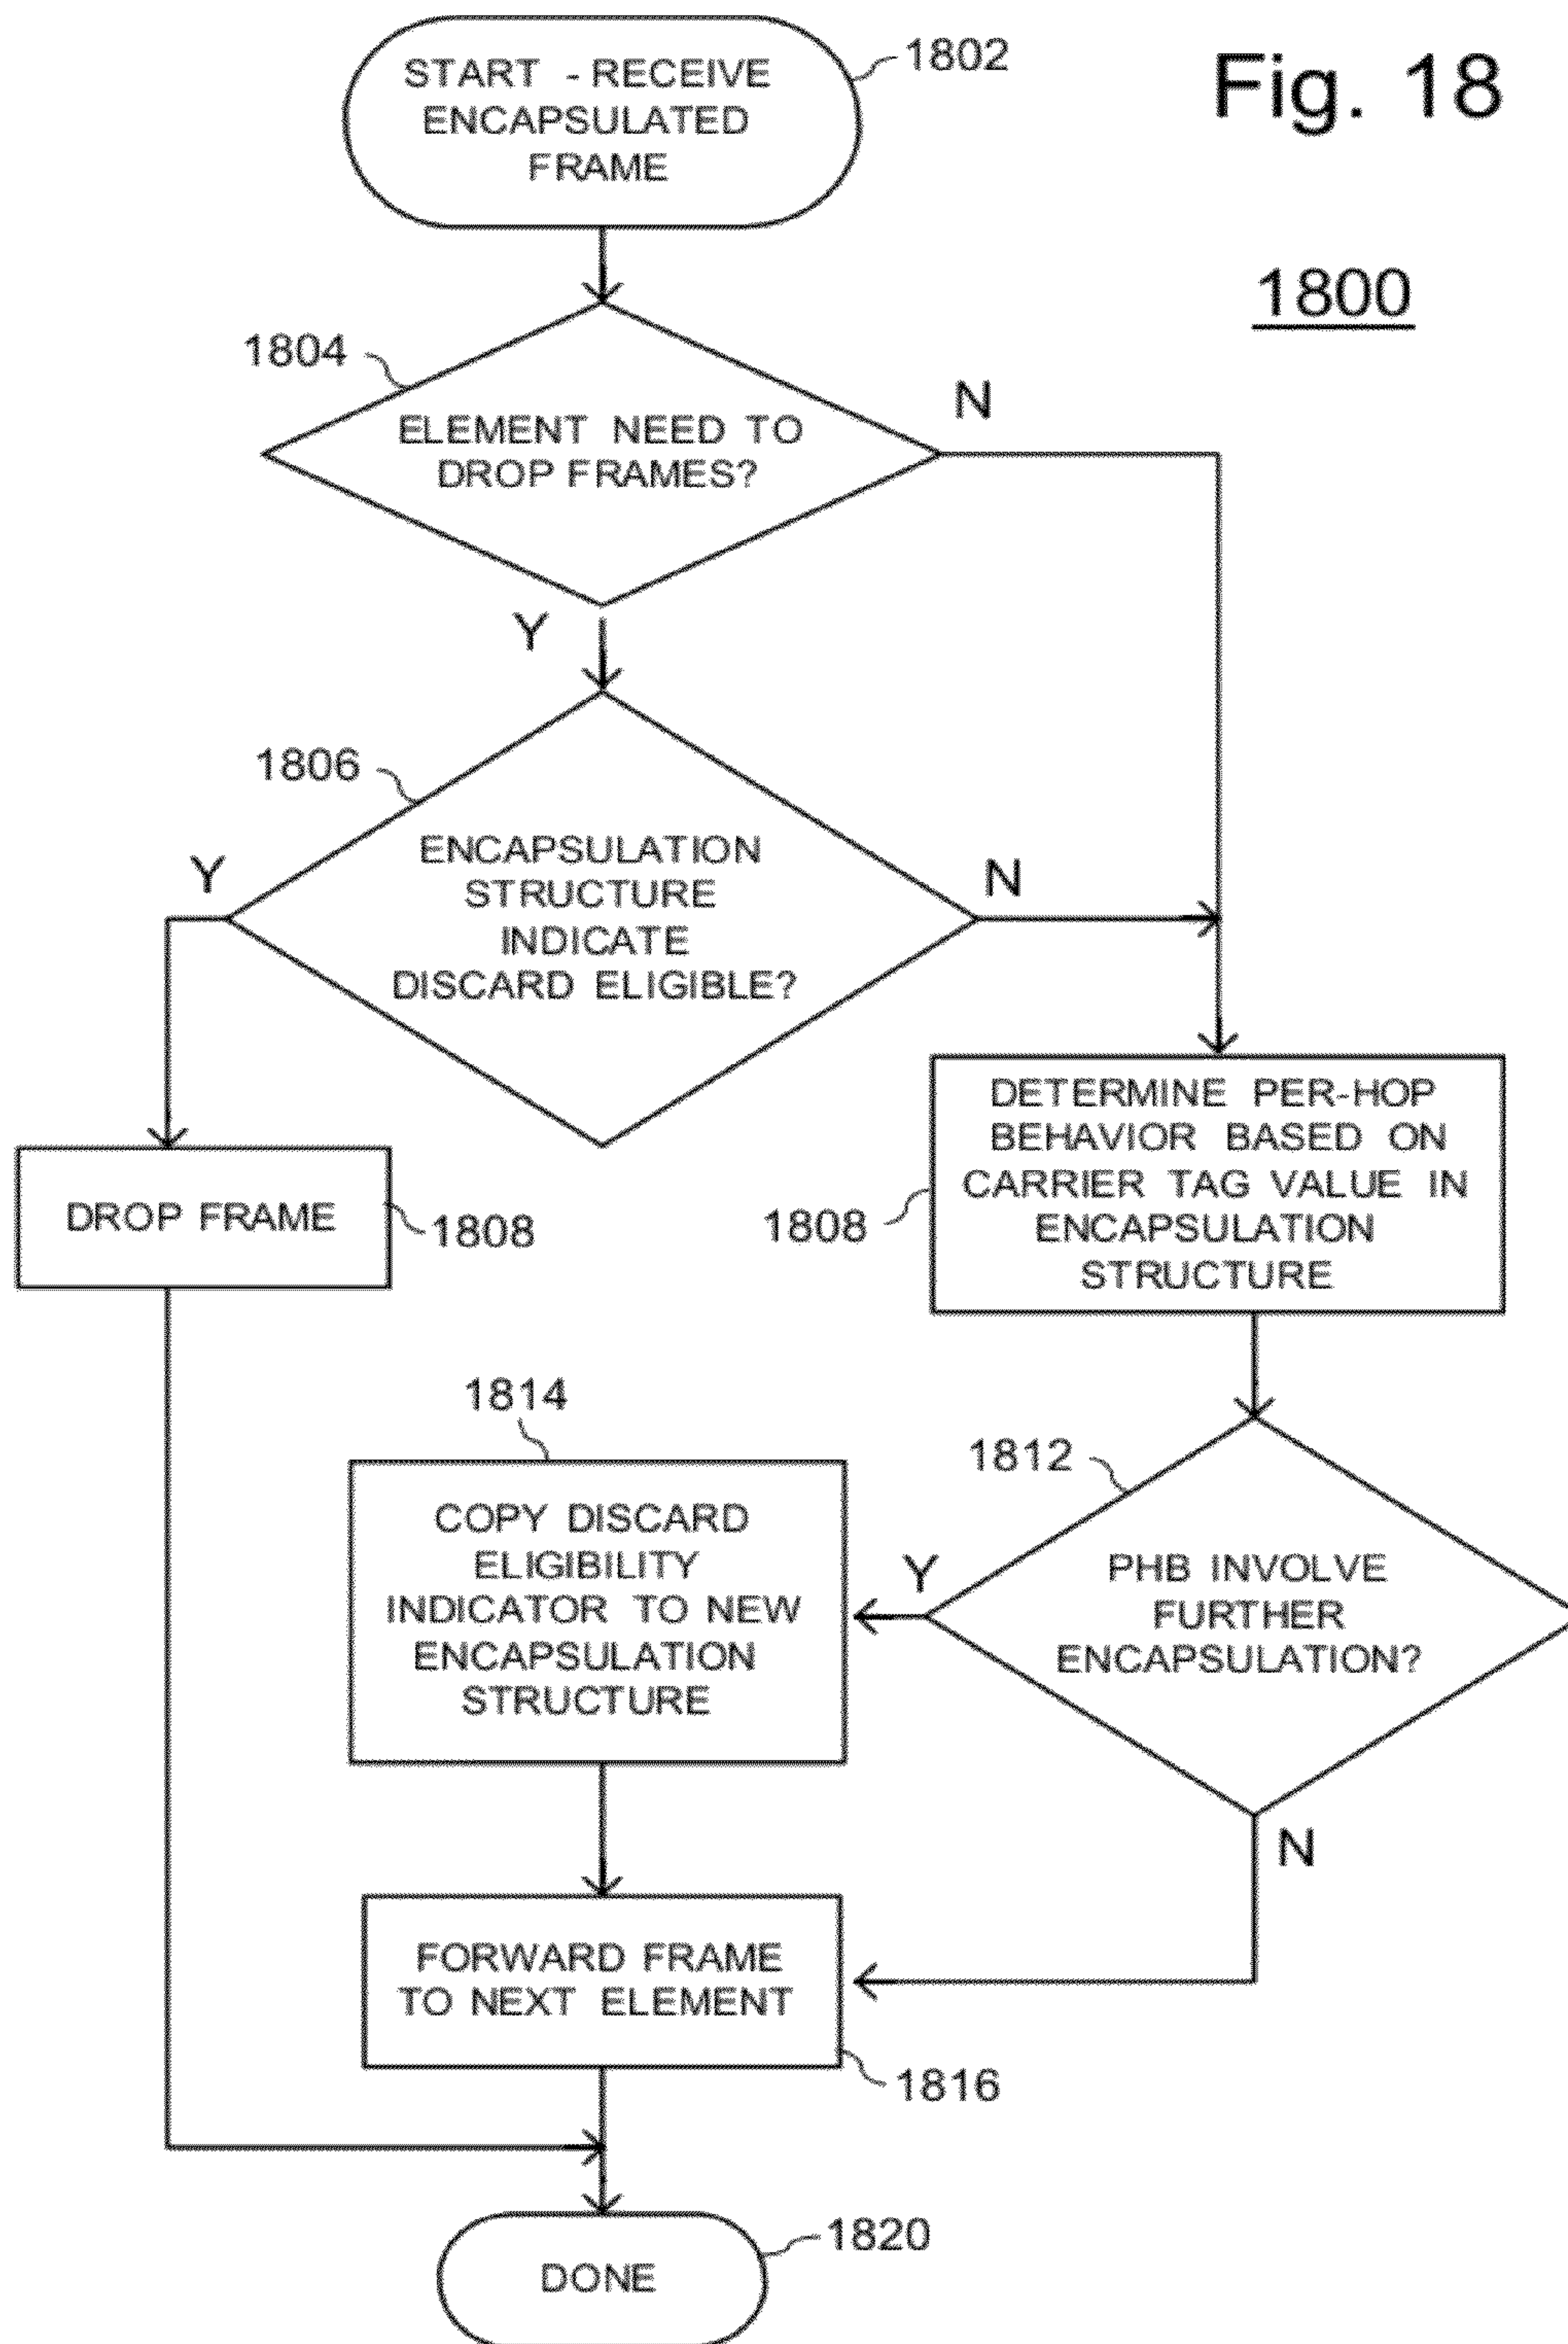 Fig. 18
1800
START - RECEIVE
ENCAPSULATED
FRAME
1802
1804
ELEMENT NEED TO
DROP FRAMES?
N
Y
1806
ENCAPSULATION
STRUCTURE
INDICATE
DISCARD ELIGIBLE?
Y
N
DROP FRAME
1808
DETERMINE PER-HOP
BEHAVIOR BASED ON
CARRIER TAG VALUE IN
ENCAPSULATION
STRUCTURE
1808
1812
PHB INVOLVE
FURTHER
ENCAPSULATION?
Y
N
1814
COPY DISCARD
ELIGIBILITY
INDICATOR TO NEW
ENCAPSULATION
STRUCTURE
FORWARD FRAME
TO NEXT ELEMENT
1816
DONE
1820